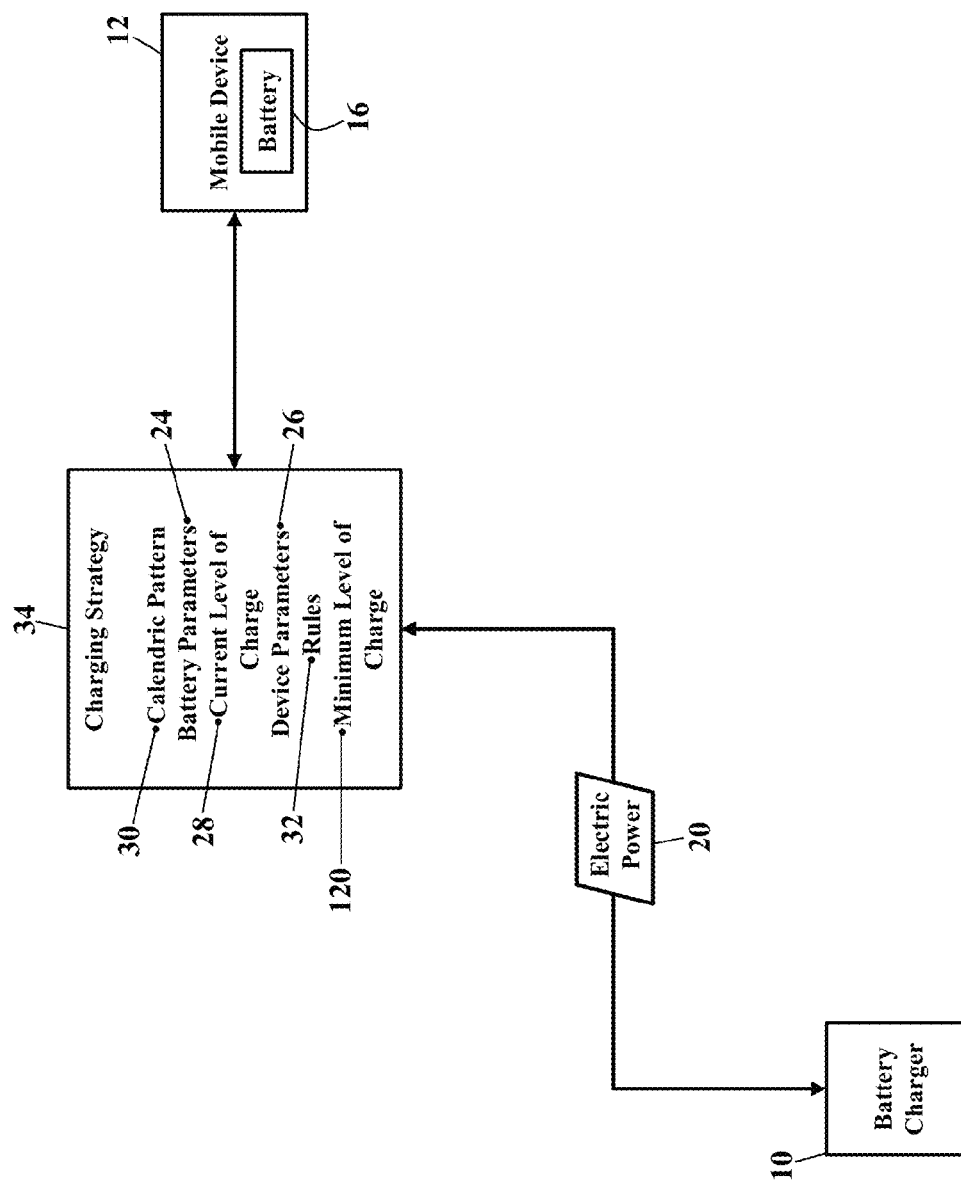 34
Charging Strategy
30
•Calendric Pattern
Battery Parameters•
24
28
•Current Level of
Charge
Device Parameters•
26
32
•Rules
120
•Minimum Level of
Charge
12
Mobile Device
Battery
16
Electric
Power
20
10
Battery
Charger